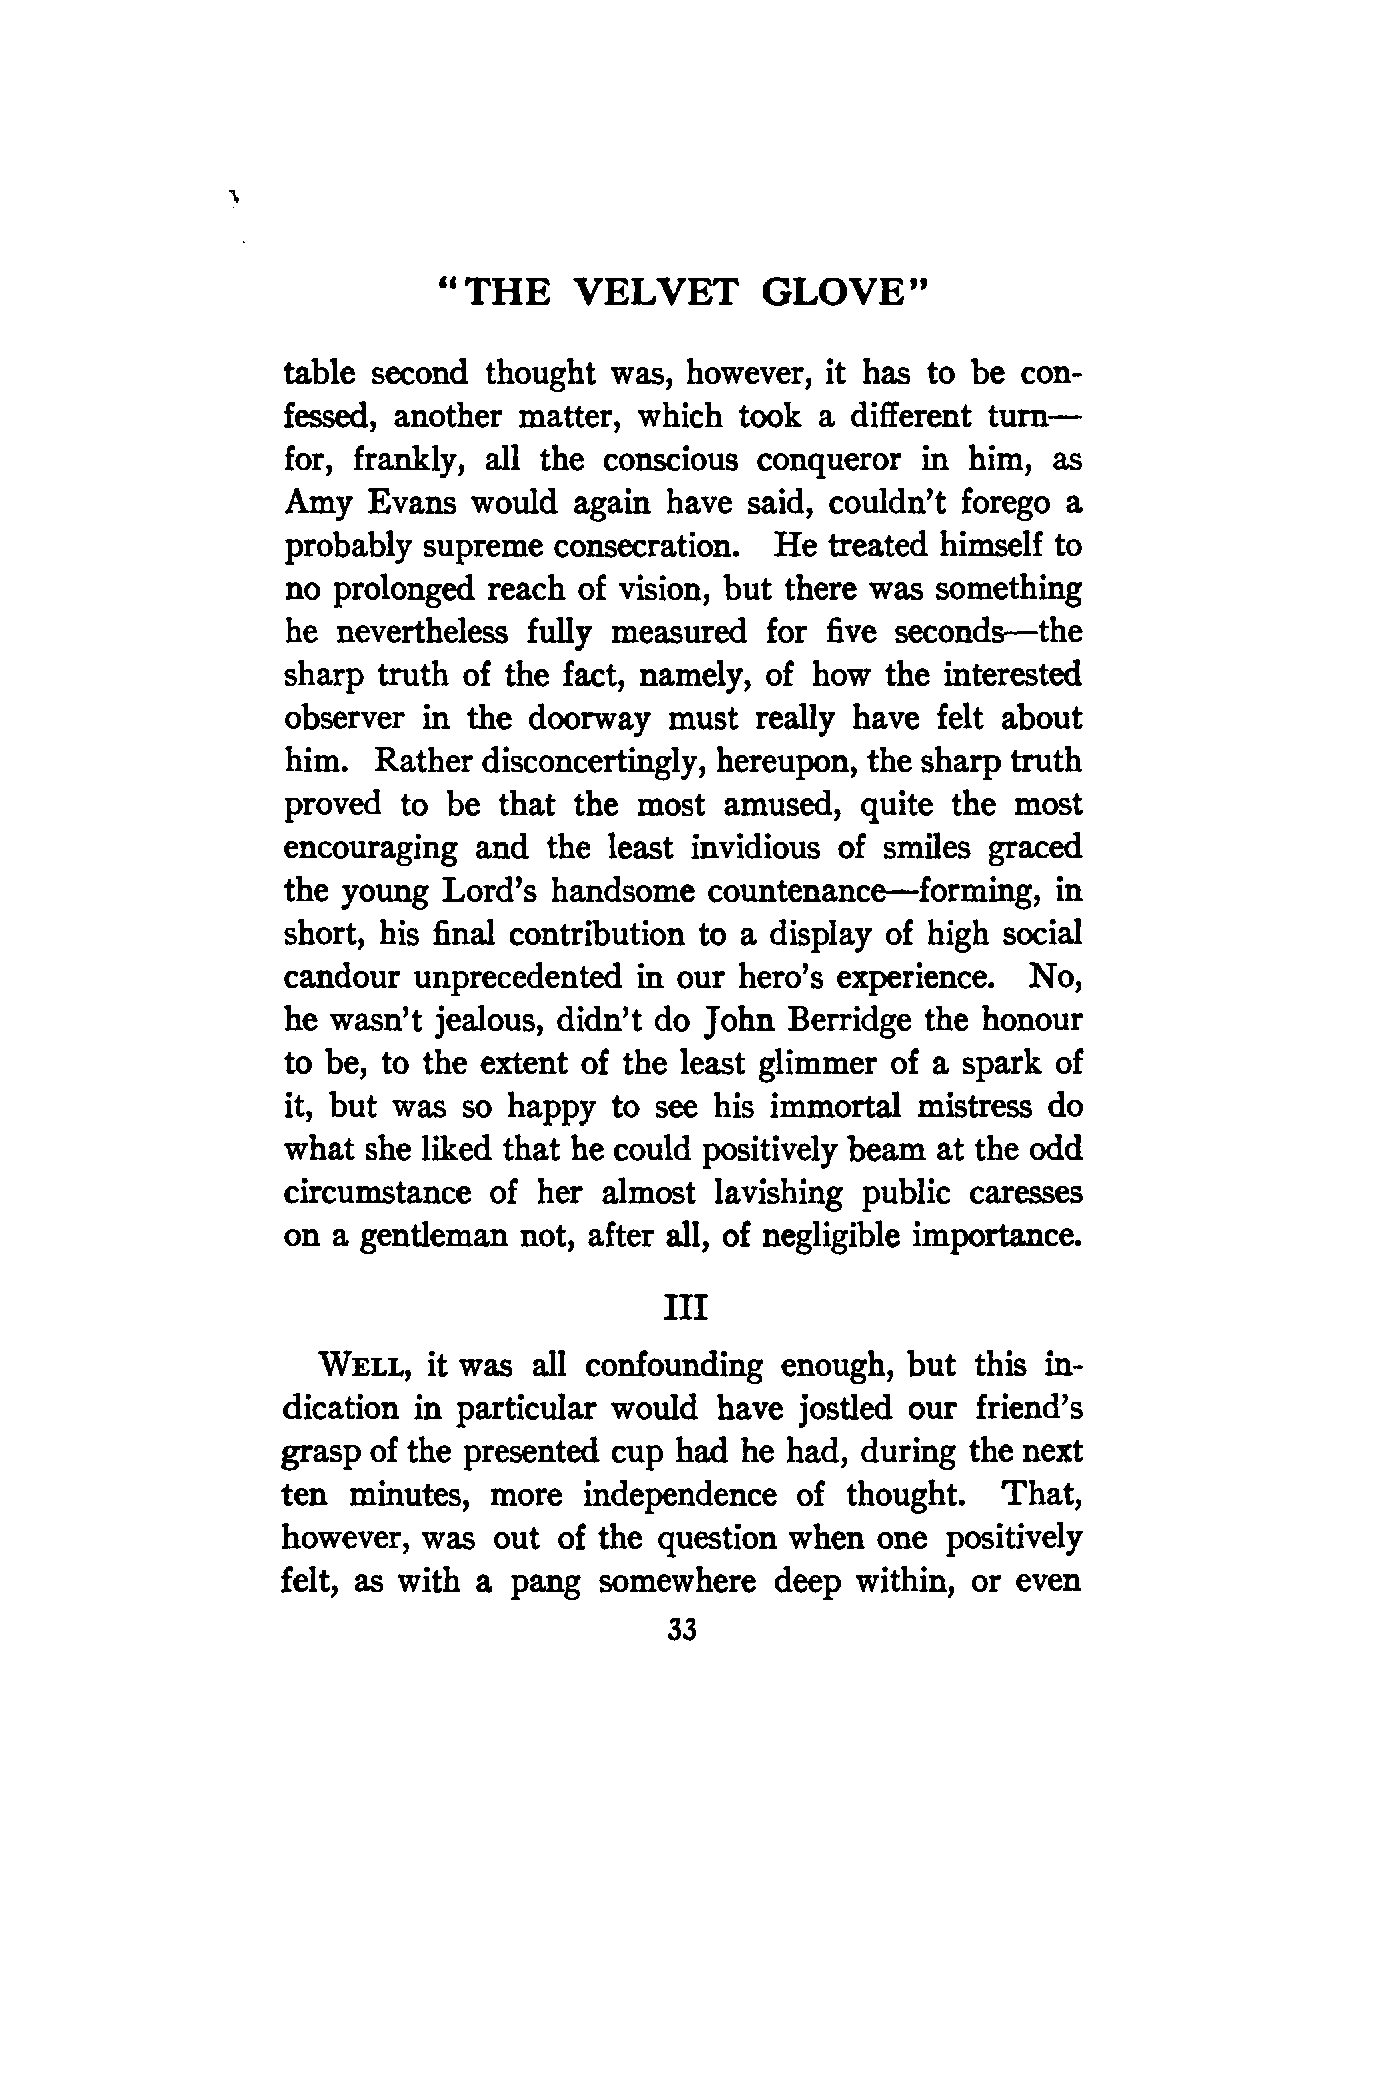 "THE VELVET GLOVE"
table second thought was, however, it has to be con-
fessed, another matter, which took a different turn—
for, frankly, all the conscious conqueror in him, as
Amy Evans would again have said, couldn't forego a
probably supreme consecration. He treated himself to
no prolonged reach of vision, but there was something
he nevertheless fully measured for five seconds—the
sharp truth of the fact, namely, of how the interested
observer in the doorway must really have felt about
him. Rather disconcertingly, hereupon, the sharp truth
proved to be that the most amused, quite the most
encouraging and the least invidious of smiles graced
the young Lord's handsome countenance—forming, in
short, his final contribution to a display of high social
candour unprecedented in our hero's experience. No,
he wasn't jealous, didn't do John Berridge the honour
to be, to the extent of the least glimmer of a spark of
it, but was so happy to see his immortal mistress do
what she liked that he could positively beam at the odd
circumstance of her almost lavishing public caresses
on a gentleman not, after all, of negligible importance.
III
WELL, it was all confounding enough, but this in-
dication in particular would have jostled our friend's
grasp of the presented cup had he had, during the next
ten minutes, more independence of thought. That,
however, was out of the question when one positively
felt, as with a pang somewhere deep within, or even
33